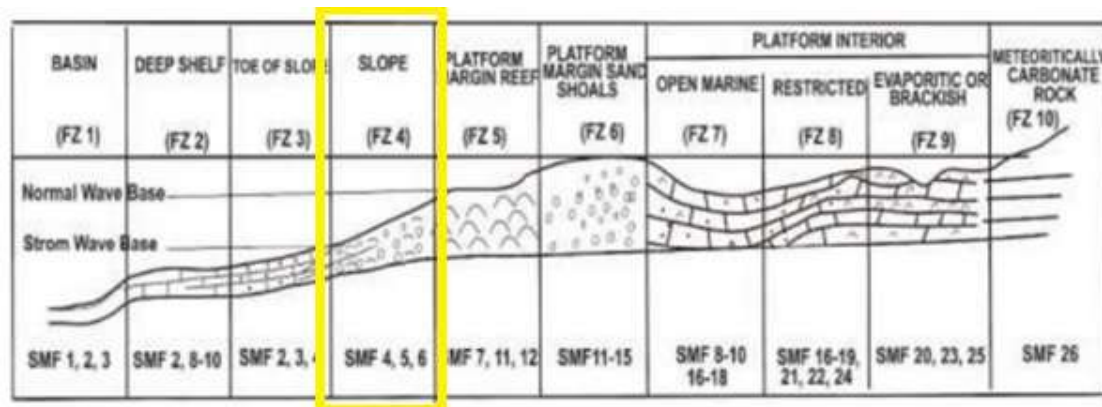 BASIN
(FZ 1)
DEEP SHELF
(FZ 2)
TOE OF SLOPE
(FZ 3)
SLOPE
(FZ 4)
PLATFORM
MARGIN REEF
(FZ 5)
PLATFORM
MARGIN SAND
SHOALS
(FZ 6)
PLATFORM INTERIOR
OPEN MARINE
(FZ 7)
RESTRICTED
(FZ 8)
EVAPORITIC OR
BRACKISH
(FZ 9)
METEORITICALLY
CARBONATE
ROCK
(FZ 10)
Normal Wave Base
Strom Wave Base
SMF 1, 2, 3
SMF 2, 8-10
SMF 2, 3, 4
SMF 4, 5, 6
SMF 7, 11, 12
SMF11-15
SMF 8-10
16-18
SMF 16-19,
21, 22, 24
SMF 20, 23, 25
SMF 26